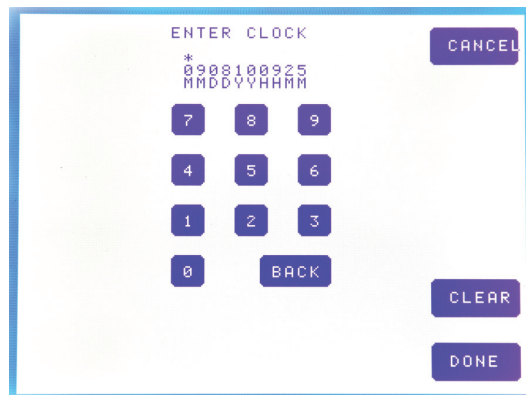 ENTER CLOCK
CANCEL
*
0908100925
MMDDYYHHMM
7 8 9
4 5 6
1 2 3
0 BACK
CLEAR
DONE